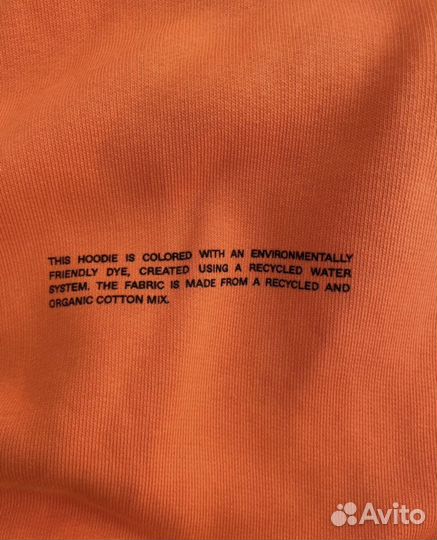 THIS HOODIE IS COLORED WITH AN ENVIRONMENTALLY
FRIENDLY DYE, CREATED USING A RECYCLED WATER
SYSTEM. THE FABRIC IS MADE FROM A RECYCLED AND
ORGANIC COTTON MIX.
Avito